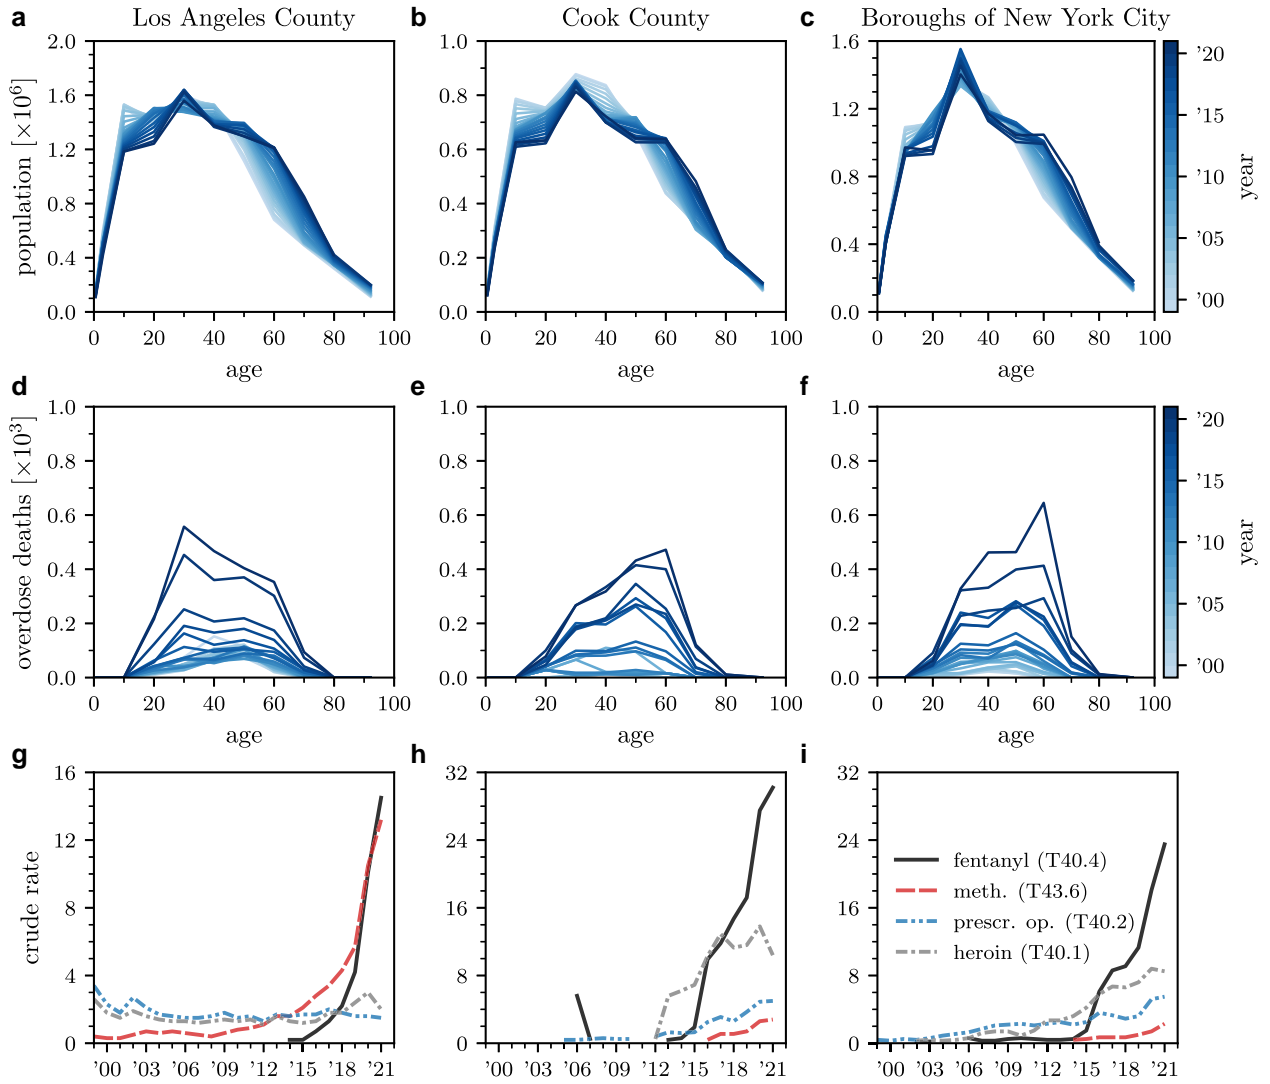 a Los Angeles County
b Cook County
c Boroughs of New York City
population [×10⁶]
2.0
1.6
1.2
0.8
0.4
0.0
0 20 40 60 80 100
age
1.0
0.8
0.6
0.4
0.2
0.0
0 20 40 60 80 100
age
1.6
1.2
0.8
0.4
0.0
0 20 40 60 80 100
age
'20
'15
'10
'05
'00
year
d
overdose deaths [×10³]
1.0
0.8
0.6
0.4
0.2
0.0
0 20 40 60 80 100
age
e
1.0
0.8
0.6
0.4
0.2
0.0
0 20 40 60 80 100
age
f
1.0
0.8
0.6
0.4
0.2
0.0
0 20 40 60 80 100
age
'20
'15
'10
'05
'00
year
g
crude rate
16
12
8
4
0
'00 '03 '06 '09 '12 '15 '18 '21
h
32
24
16
8
0
'00 '03 '06 '09 '12 '15 '18 '21
i
32
24
16
8
0
'00 '03 '06 '09 '12 '15 '18 '21
fentanyl (T40.4)
meth. (T43.6)
prescr. op. (T40.2)
heroin (T40.1)